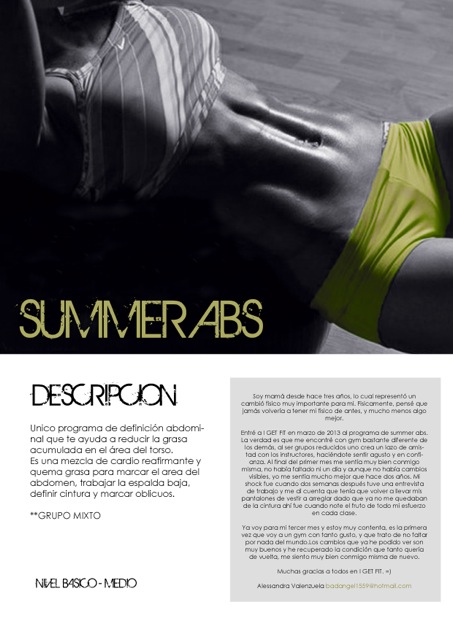 SUMMER ABS
DESCRIPCION
Unico programa de definición abdomi-
nal que te ayuda a reducir la grasa
acumulada en el área del torso.
Es una mezcla de cardio reafirmante y
quema grasa para marcar el area del
abdomen, trabajar la espalda baja,
definir cintura y marcar oblicuos.
**GRUPO MIXTO
NIVEL BASICO - MEDIO
Soy mamá desde hace tres años, lo cual representó un
cambió físico muy importante para mi. Fisicamente, pensé que
jamás volvería a tener mi físico de antes, y mucho menos algo
mejor.
Entré a I GET FIT en marzo de 2013 al programa de summer abs.
La verdad es que me encontré con gym bastante diferente de
los demás, al ser grupos reducidos uno crea un lazo de amis-
tad con los instructores, haciéndote sentir agusto y en confi-
anza. Al final del primer mes me sentía muy bien conmigo
misma, no había faltado ni un día y aunque no había cambios
visibles, yo me sentía mucho mejor que hace dos años. Mi
shock fue cuando dos semanas después tuve una entrevista
de trabajo y me al cuenta que tenía que volver a llevar mis
pantalones de vestir a arreglar dado que ya no me quedaban
de la cintura ahí fue cuando note el fruto de todo mi esfuerzo
en cada clase.
Ya voy para mi tercer mes y estoy muy contenta, es la primera
vez que voy a un gym con tanto gusto, y que trato de no faltar
por nada del mundo.Los cambios que ya he podido ver son
muy buenos y he recuperado la condición que tanto quería
de vuelta, me siento muy bien conmigo misma de nuevo.
Muchas gracias a todos en I GET FIT. =)
Alessandra Valenzuela badangel1559@hotmail.com